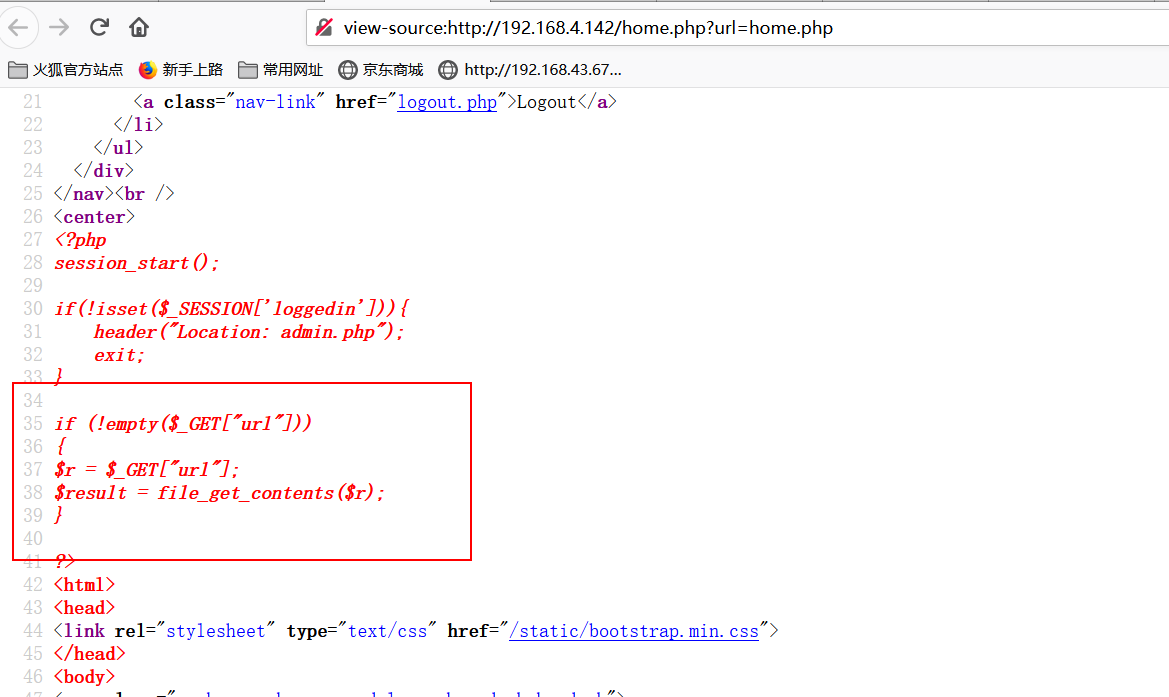 view-source:http://192.168.4.142/home.php?url=home.php
火狐官方站点 新手上路 常用网址 京东商城 http://192.168.43.67...
21 <a class="nav-link" href="logout.php">Logout</a>
22 </li>
23 </ul>
24 </div>
25 </nav><br />
26 <center>
27 <?php
28 session_start();
29
30 if(!isset($_SESSION['loggedin'])){
31 header("Location: admin.php");
32 exit;
33 }
34
35 if (!empty($_GET["url"]))
36 {
37 $r = $_GET["url"];
38 $result = file_get_contents($r);
39 }
40
41 ?>
42 <html>
43 <head>
44 <link rel="stylesheet" type="text/css" href="/static/bootstrap.min.css">
45 </head>
46 <body>